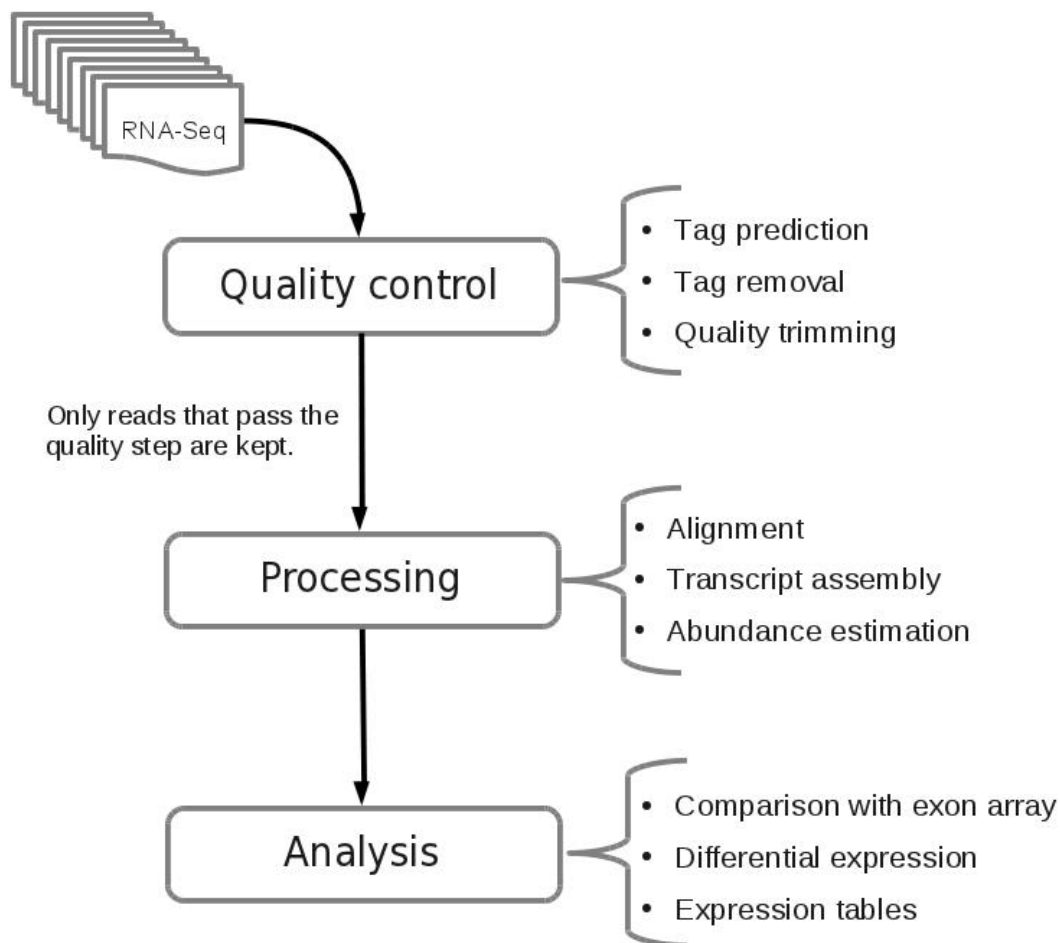 RNA-Seq
Quality control
• Tag prediction
• Tag removal
• Quality trimming
Only reads that pass the
quality step are kept.
Processing
• Alignment
• Transcript assembly
• Abundance estimation
Analysis
• Comparison with exon array
• Differential expression
• Expression tables